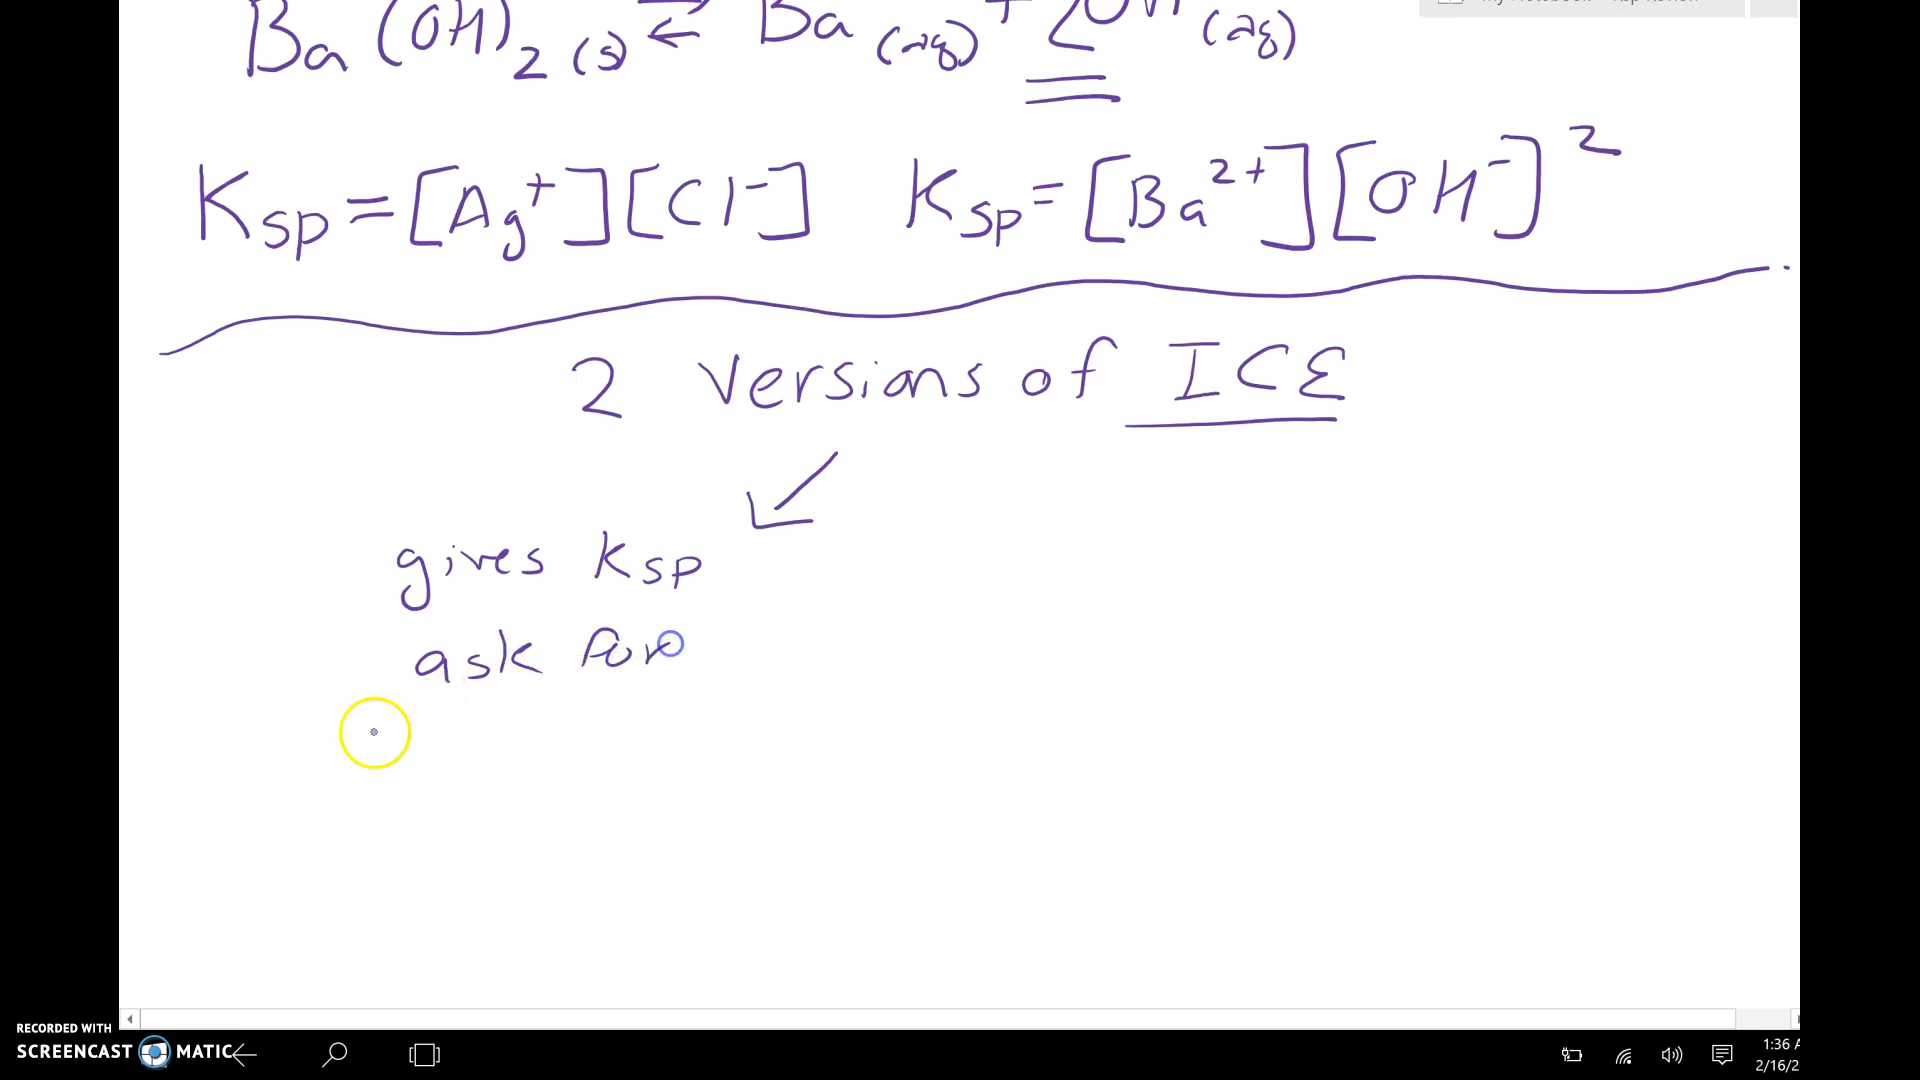 Ba(OH)₂(s) ⇄ Ba (aq) + 2OH (aq)
Ksp = [Ag⁺][Cl⁻] Ksp = [Ba²⁺][OH⁻]²
2 Versions of ICE
gives Ksp
ask for
RECORDED WITH
SCREENCAST MATIC
1:36 A
2/16/2